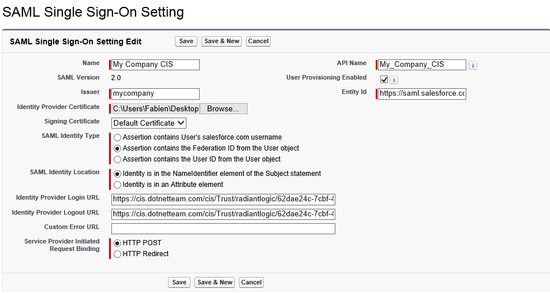 SAML Single Sign-On Setting
SAML Single Sign-On Setting Edit Save Save & New Cancel
Name My Company CIS API Name My_Company_CIS i
SAML Version 2.0 User Provisioning Enabled i
Issuer mycompany Entity Id https://saml.salesforce.cc
Identity Provider Certificate C:\Users\Fabien\Desktop Browse...
Signing Certificate Default Certificate
SAML Identity Type Assertion contains User's salesforce.com username
Assertion contains the Federation ID from the User object
Assertion contains the User ID from the User object
SAML Identity Location Identity is in the NameIdentifier element of the Subject statement
Identity is in an Attribute element
Identity Provider Login URL https://cis.dotnetteam.com/cis/Trust/radiantlogic/62dae24c-7cbf-4
Identity Provider Logout URL https://cis.dotnetteam.com/cis/Trust/radiantlogic/62dae24c-7cbf-4
Custom Error URL
Service Provider Initiated HTTP POST
Request Binding HTTP Redirect
Save Save & New Cancel